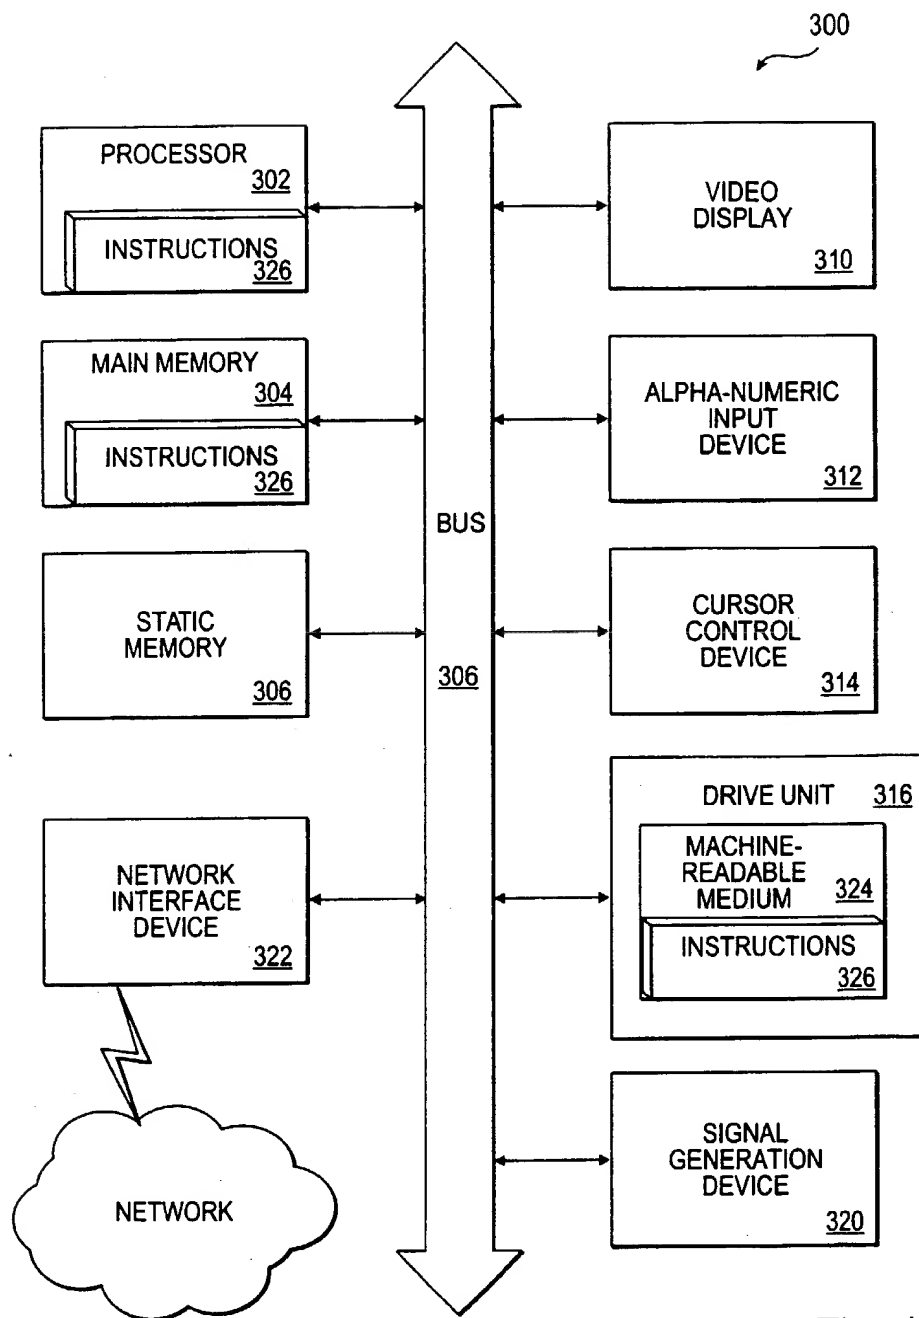 300
PROCESSOR
302
INSTRUCTIONS
326
MAIN MEMORY
304
INSTRUCTIONS
326
STATIC
MEMORY
306
NETWORK
INTERFACE
DEVICE
322
NETWORK
BUS
306
VIDEO
DISPLAY
310
ALPHA-NUMERIC
INPUT
DEVICE
312
CURSOR
CONTROL
DEVICE
314
DRIVE UNIT 316
MACHINE-
READABLE
MEDIUM 324
INSTRUCTIONS
326
SIGNAL
GENERATION
DEVICE
320